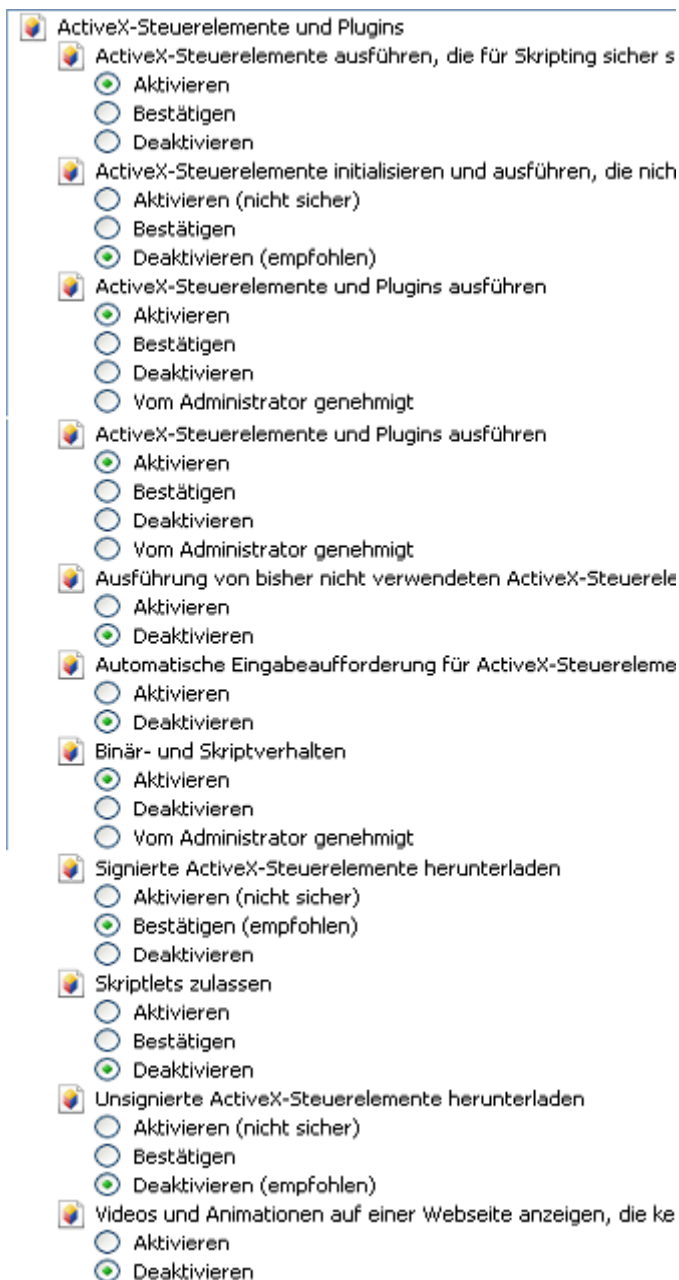 ActiveX-Steuerelemente und Plugins
ActiveX-Steuerelemente ausführen, die für Skripting sicher s
Aktivieren
Bestätigen
Deaktivieren
ActiveX-Steuerelemente initialisieren und ausführen, die nich
Aktivieren (nicht sicher)
Bestätigen
Deaktivieren (empfohlen)
ActiveX-Steuerelemente und Plugins ausführen
Aktivieren
Bestätigen
Deaktivieren
Vom Administrator genehmigt
ActiveX-Steuerelemente und Plugins ausführen
Aktivieren
Bestätigen
Deaktivieren
Vom Administrator genehmigt
Ausführung von bisher nicht verwendeten ActiveX-Steuerele
Aktivieren
Deaktivieren
Automatische Eingabeaufforderung für ActiveX-Steuereleme
Aktivieren
Deaktivieren
Binär- und Skriptverhalten
Aktivieren
Deaktivieren
Vom Administrator genehmigt
Signierte ActiveX-Steuerelemente herunterladen
Aktivieren (nicht sicher)
Bestätigen (empfohlen)
Deaktivieren
Skriptlets zulassen
Aktivieren
Bestätigen
Deaktivieren
Unsignierte ActiveX-Steuerelemente herunterladen
Aktivieren (nicht sicher)
Bestätigen
Deaktivieren (empfohlen)
Videos und Animationen auf einer Webseite anzeigen, die ke
Aktivieren
Deaktivieren